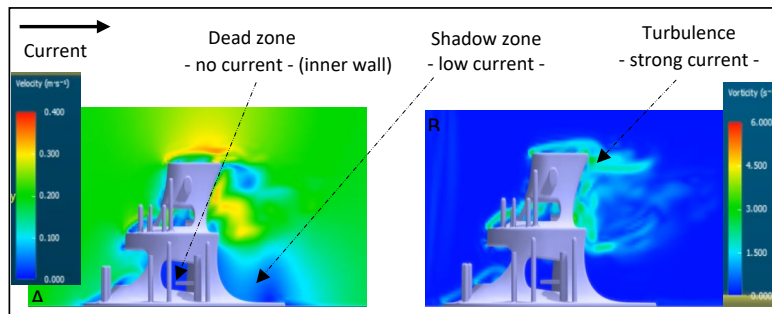 Current
Dead zone
- no current - (inner wall)
Shadow zone
- low current -
Turbulence
- strong current -
Velocity (m·s⁻¹)
0.400
0.300
0.200
0.100
0.000
Vorticity (s⁻
6.000
4.500
3.000
1.500
0.000